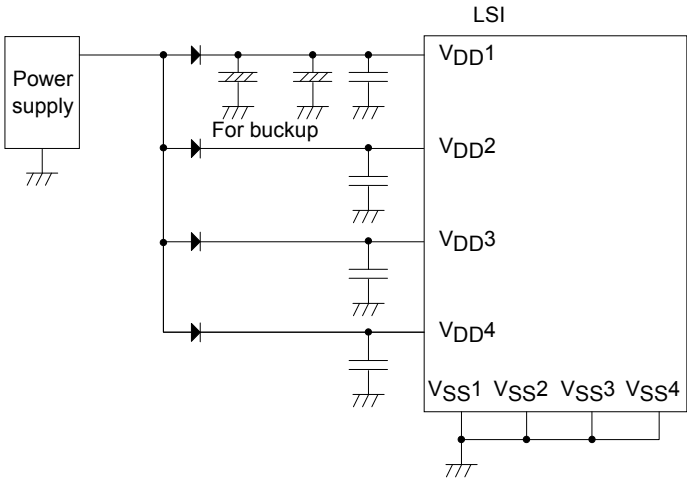 LSI
Power
supply
VDD1
For buckup
VDD2
VDD3
VDD4
VSS1 VSS2 VSS3 VSS4